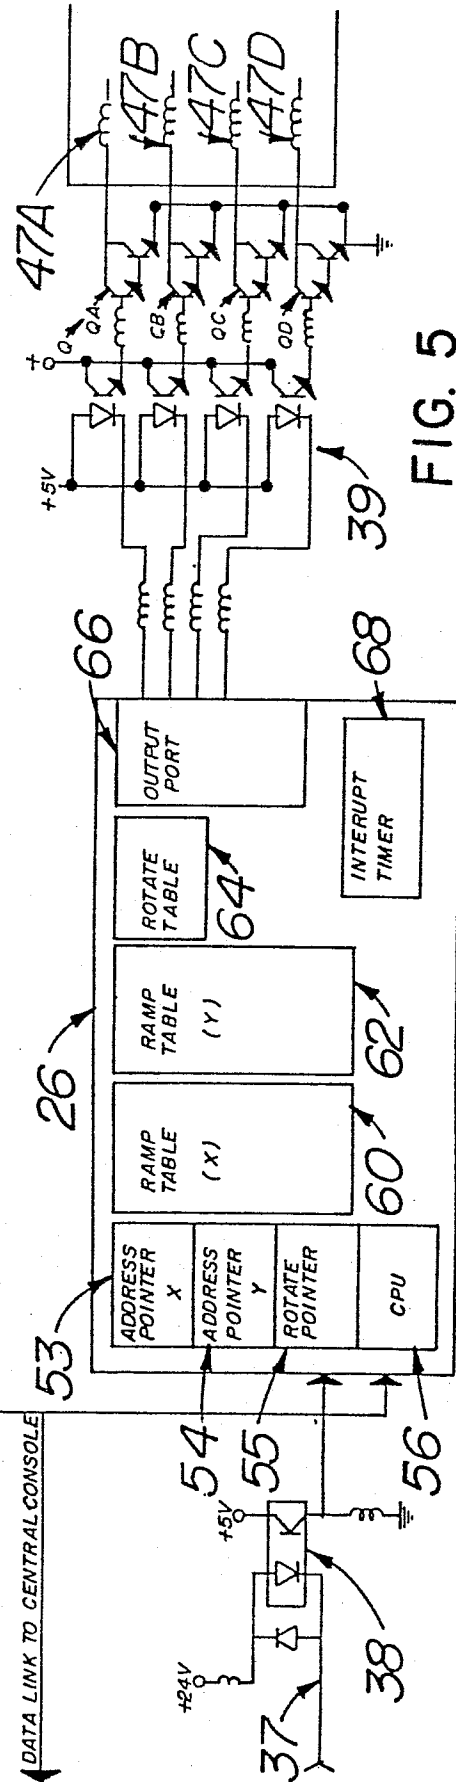 DATA LINK TO CENTRAL CONSOLE
+24V
37
38
+5V
53
54
55
56
26
ADDRESS
POINTER
X
ADDRESS
POINTER
Y
ROTATE
POINTER
CPU
RAMP
TABLE
(X)
60
RAMP
TABLE
(Y)
62
ROTATE
TABLE
64
OUTPUT
PORT
66
INTERUPT
TIMER
68
+5V
+
39
Q
QA
CB
QC
QD
47A
47B
47C
47D
FIG. 5